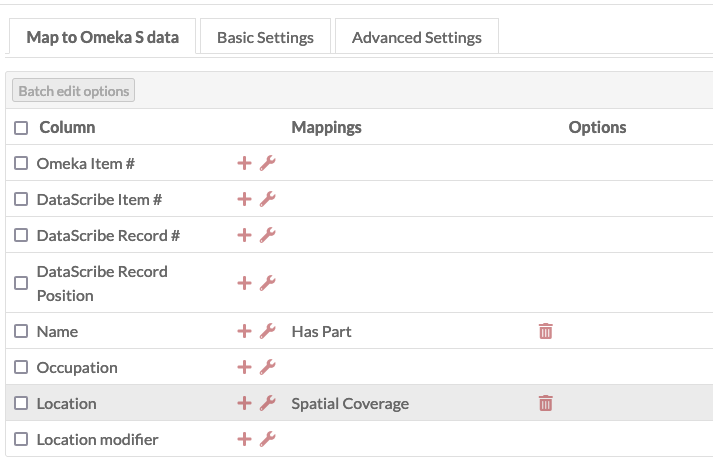 Map to Omeka S data Basic Settings Advanced Settings
Batch edit options
Column Mappings Options
Omeka Item #
DataScribe Item #
DataScribe Record #
DataScribe Record
Position
Name Has Part
Occupation
Location Spatial Coverage
Location modifier